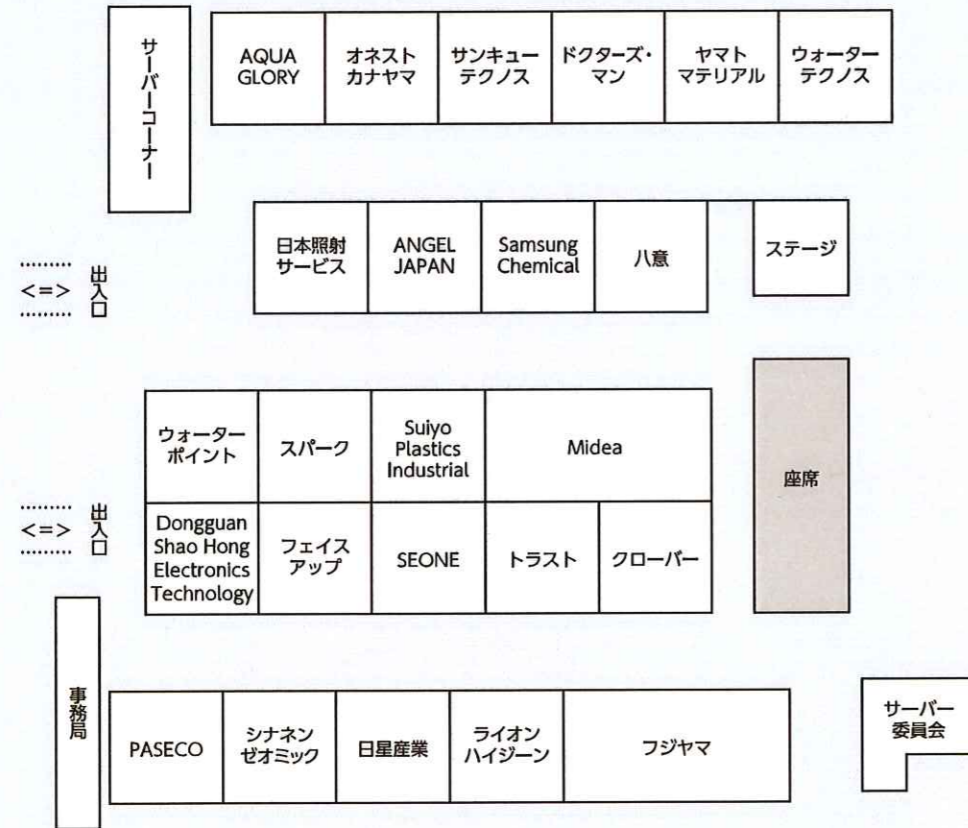 サーバーコーナー
AQUA
GLORY
オネスト
カナヤマ
サンキュー
テクノス
ドクターズ・
マン
ヤマト
マテリアル
ウォーター
テクノス
日本照射
サービス
ANGEL
JAPAN
Samsung
Chemical
八意
ステージ
<=>
出入口
ウォーター
ポイント
スパーク
Suiyo
Plastics
Industrial
Midea
座席
<=>
出入口
Dongguan
Shao Hong
Electronics
Technology
フェイス
アップ
SEONE
トラスト
クローバー
事務局
PASECO
シナネン
ゼオミック
日星産業
ライオン
ハイジーン
フジヤマ
サーバー
委員会